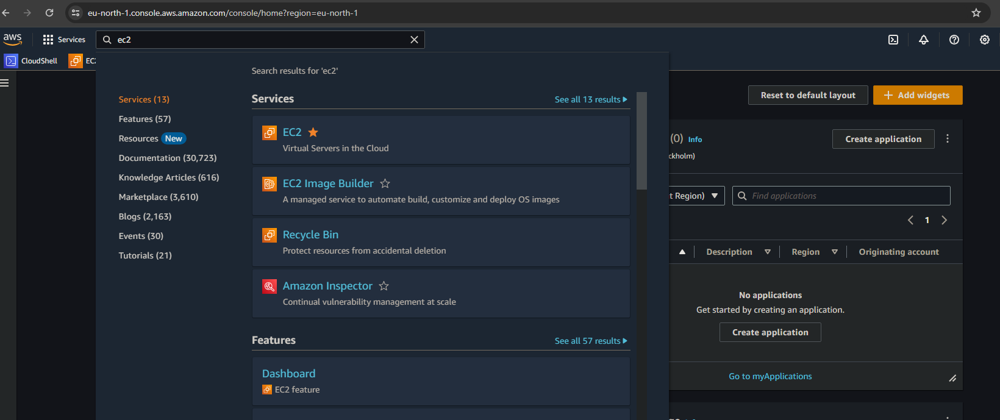 eu-north-1.console.aws.amazon.com/console/home?region=eu-north-1
aws
Services
ec2
CloudShell
EC2
Search results for 'ec2'
Services (13)
Features (57)
Resources New
Documentation (30,723)
Knowledge Articles (616)
Marketplace (3,610)
Blogs (2,163)
Events (30)
Tutorials (21)
Services
See all 13 results
EC2
Virtual Servers in the Cloud
EC2 Image Builder
A managed service to automate build, customize and deploy OS images
Recycle Bin
Protect resources from accidental deletion
Amazon Inspector
Continual vulnerability management at scale
Features
See all 57 results
Dashboard
EC2 feature
Reset to default layout
Add widgets
(0) Info
Create application
ckholm)
t Region)
Find applications
1
Description
Region
Originating account
No applications
Get started by creating an application.
Create application
Go to myApplications